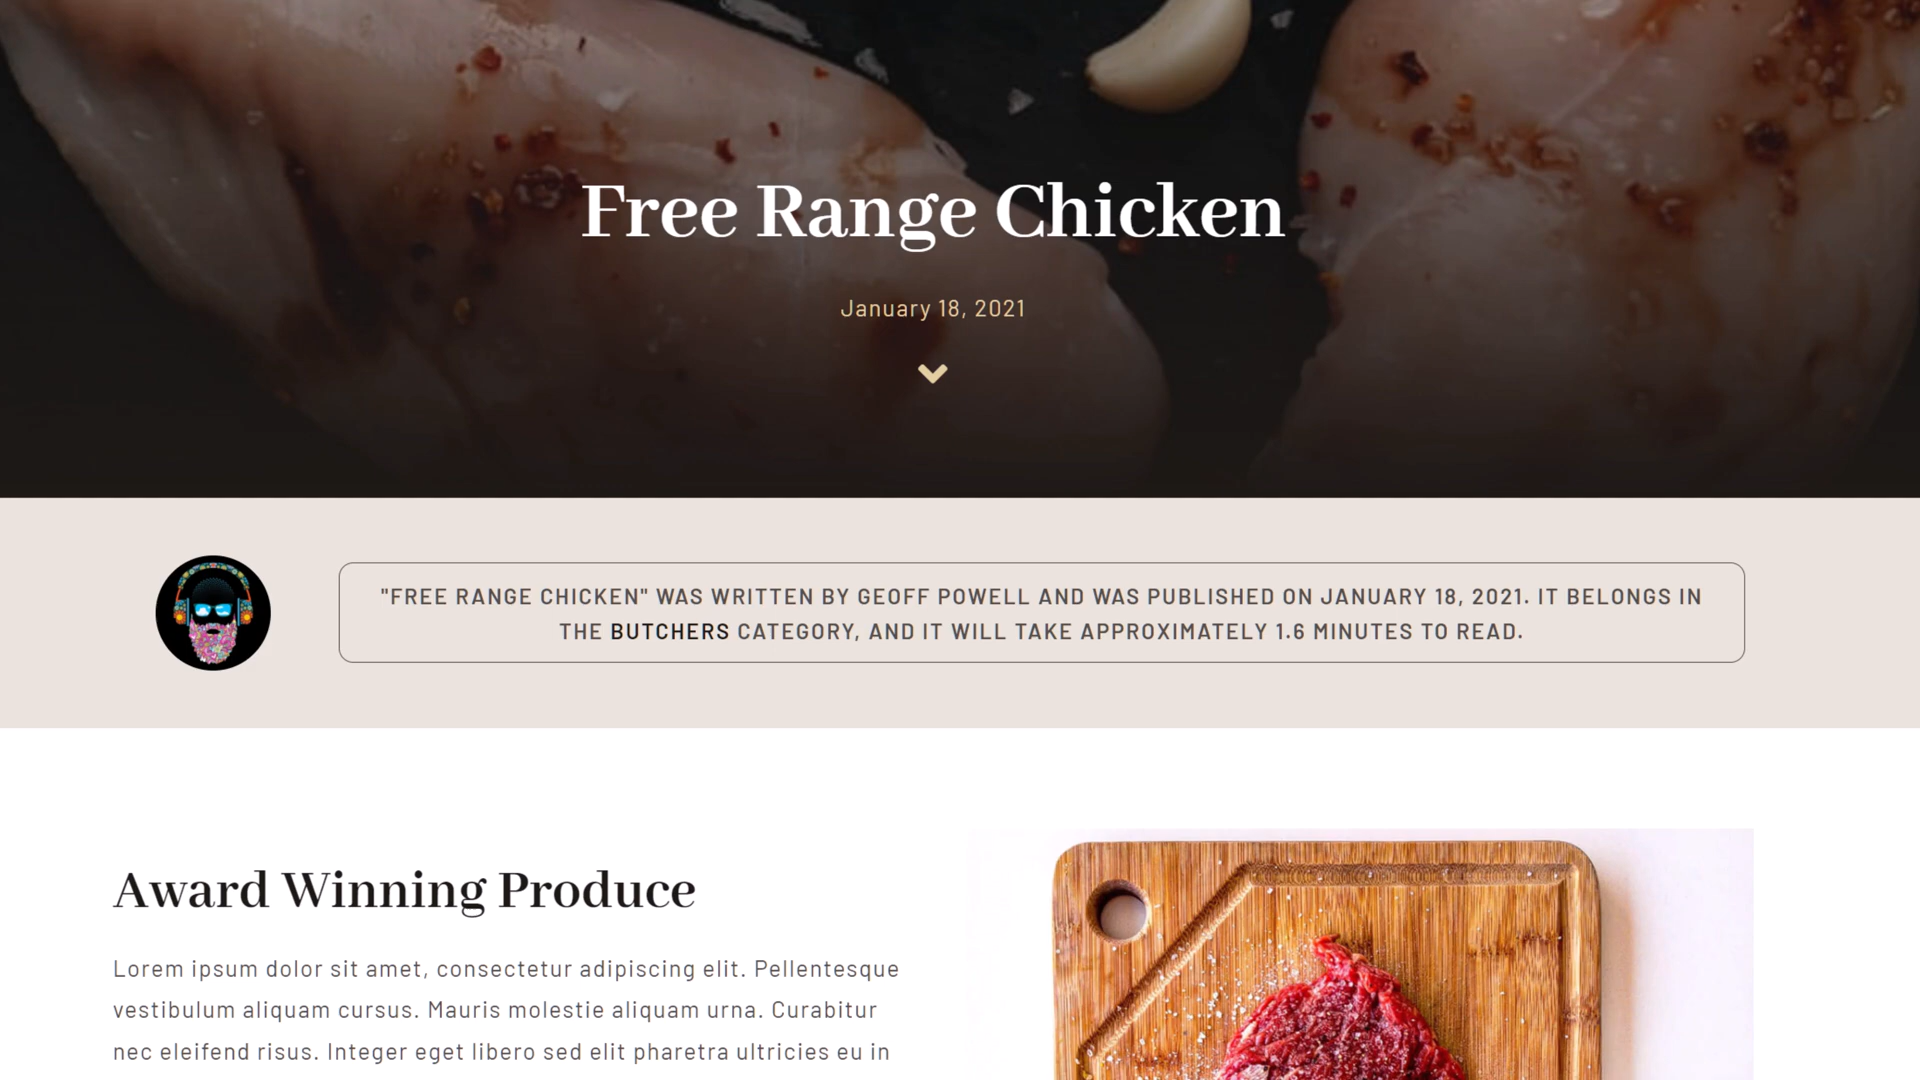 Free Range Chicken
January 18, 2021
"FREE RANGE CHICKEN" WAS WRITTEN BY GEOFF POWELL AND WAS PUBLISHED ON JANUARY 18, 2021. IT BELONGS IN
THE BUTCHERS CATEGORY, AND IT WILL TAKE APPROXIMATELY 1.6 MINUTES TO READ.
Award Winning Produce
Lorem ipsum dolor sit amet, consectetur adipiscing elit. Pellentesque
vestibulum aliquam cursus. Mauris molestie aliquam urna. Curabitur
nec eleifend risus. Integer eget libero sed elit pharetra ultricies eu in